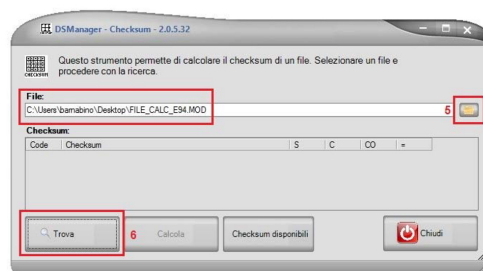 DSManager - Checksum - 2.0.5.32
CHECKSUM
Questo strumento permette di calcolare il checksum di un file. Selezionare un file e
procedere con la ricerca.
File:
C:\Users\barnabino\Desktop\FILE_CALC_E94.MOD
5
Checksum:
Code Checksum S C CO =
Trova 6 Calcola Checksum disponibili Chiudi